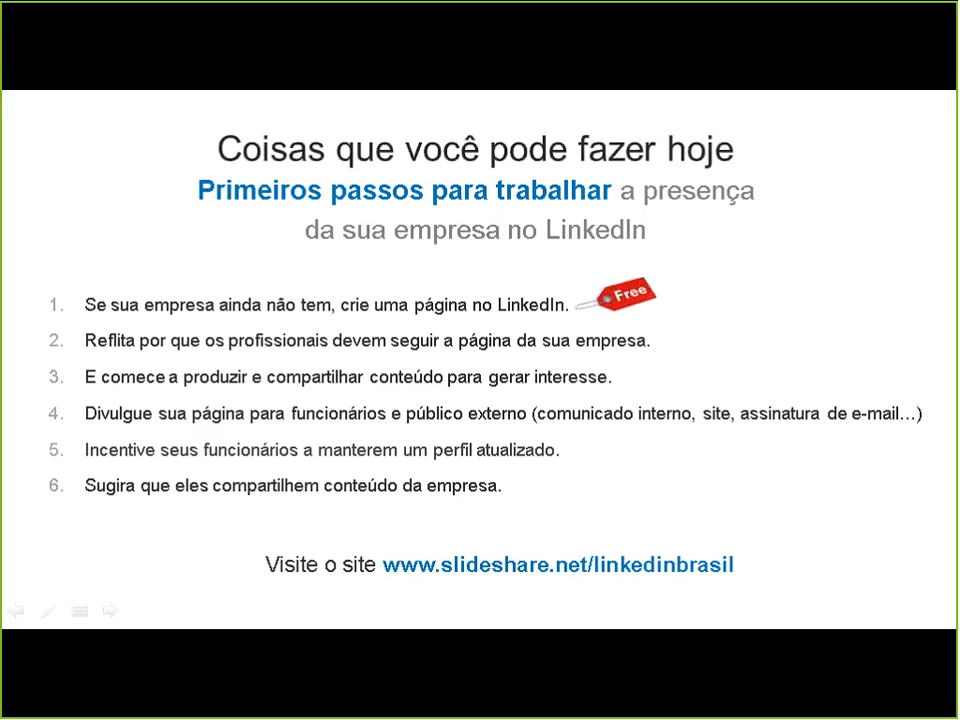 Coisas que você pode fazer hoje
Primeiros passos para trabalhar a presença
da sua empresa no LinkedIn
1. Se sua empresa ainda não tem, crie uma página no LinkedIn. Free
2. Reflita por que os profissionais devem seguir a página da sua empresa.
3. E comece a produzir e compartilhar conteúdo para gerar interesse.
4. Divulgue sua página para funcionários e público externo (comunicado interno, site, assinatura de e-mail...)
5. Incentive seus funcionários a manterem um perfil atualizado.
6. Sugira que eles compartilhem conteúdo da empresa.
Visite o site www.slideshare.net/linkedinbrasil